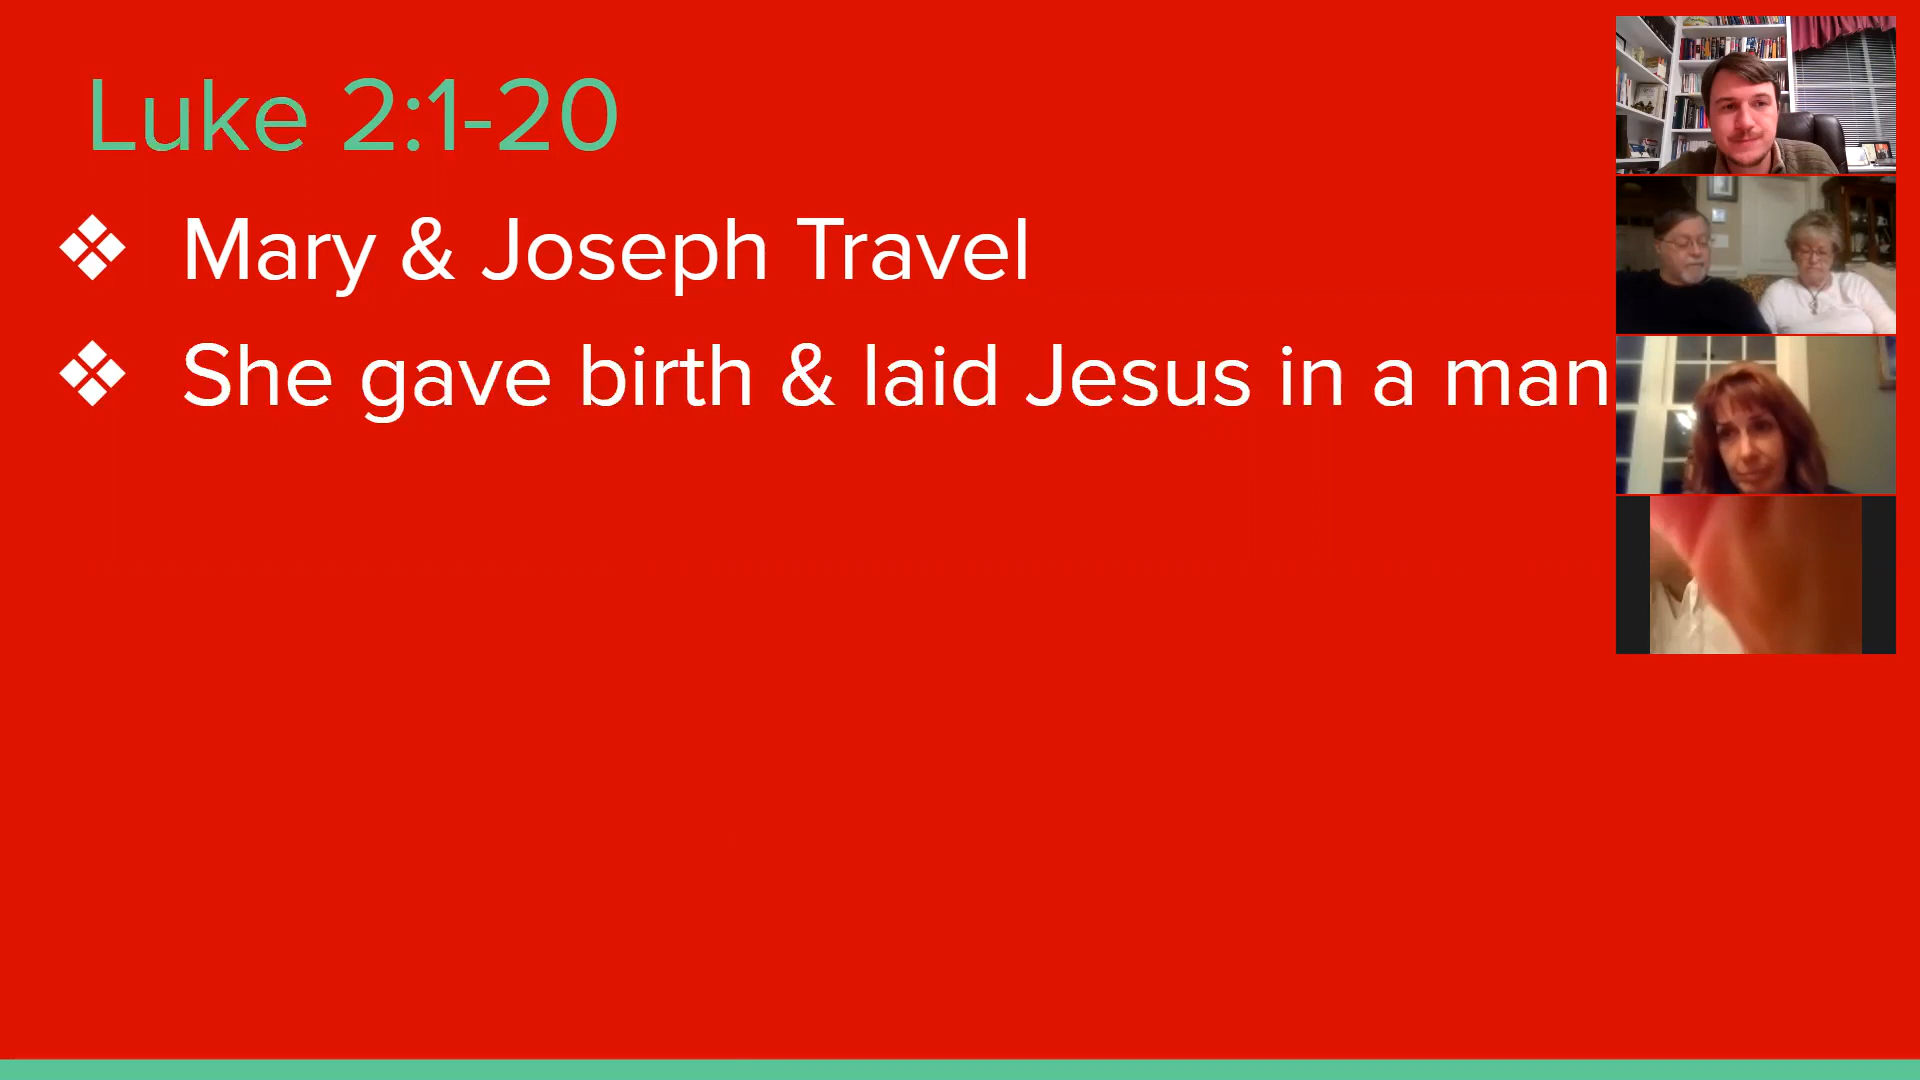 Luke 2:1-20
❖ Mary & Joseph Travel
❖ She gave birth & laid Jesus in a man